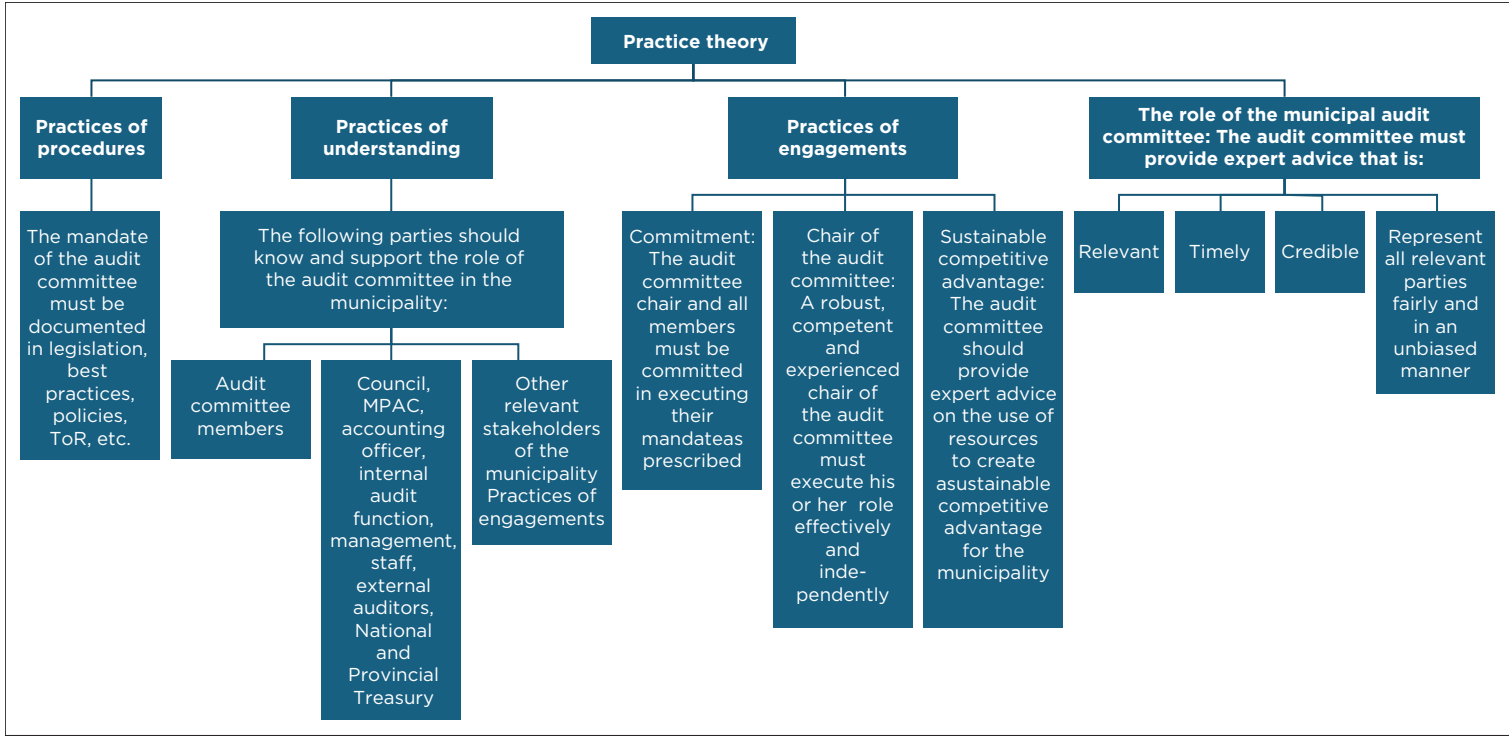 Practice theory
Practices of
procedures
Practices of
understanding
Practices of
engagements
The role of the municipal audit
committee: The audit committee must
provide expert advice that is:
The mandate
of the audit
committee
must be
documented
in legislation,
best
practices,
policies,
ToR, etc.
The following parties should
know and support the role of
the audit committee in the
municipality:
Audit
committee
members
Council,
MPAC,
accounting
officer,
internal
audit
function,
management,
staff,
external
auditors,
National
and
Provincial
Treasury
Other
relevant
stakeholders
of the
municipality
Practices of
engagements
Commitment:
The audit
committee
chair and all
members
must be
committed
in executing
their
mandateas
prescribed
Chair of
the audit
committee:
A robust,
competent
and
experienced
chair of
the audit
committee
must
execute his
or her role
effectively
and
inde-
pendently
Sustainable
competitive
advantage:
The audit
committee
should
provide
expert advice
on the use of
resources
to create
asustainable
competitive
advantage
for the
municipality
Relevant
Timely
Credible
Represent
all relevant
parties
fairly and
in an
unbiased
manner